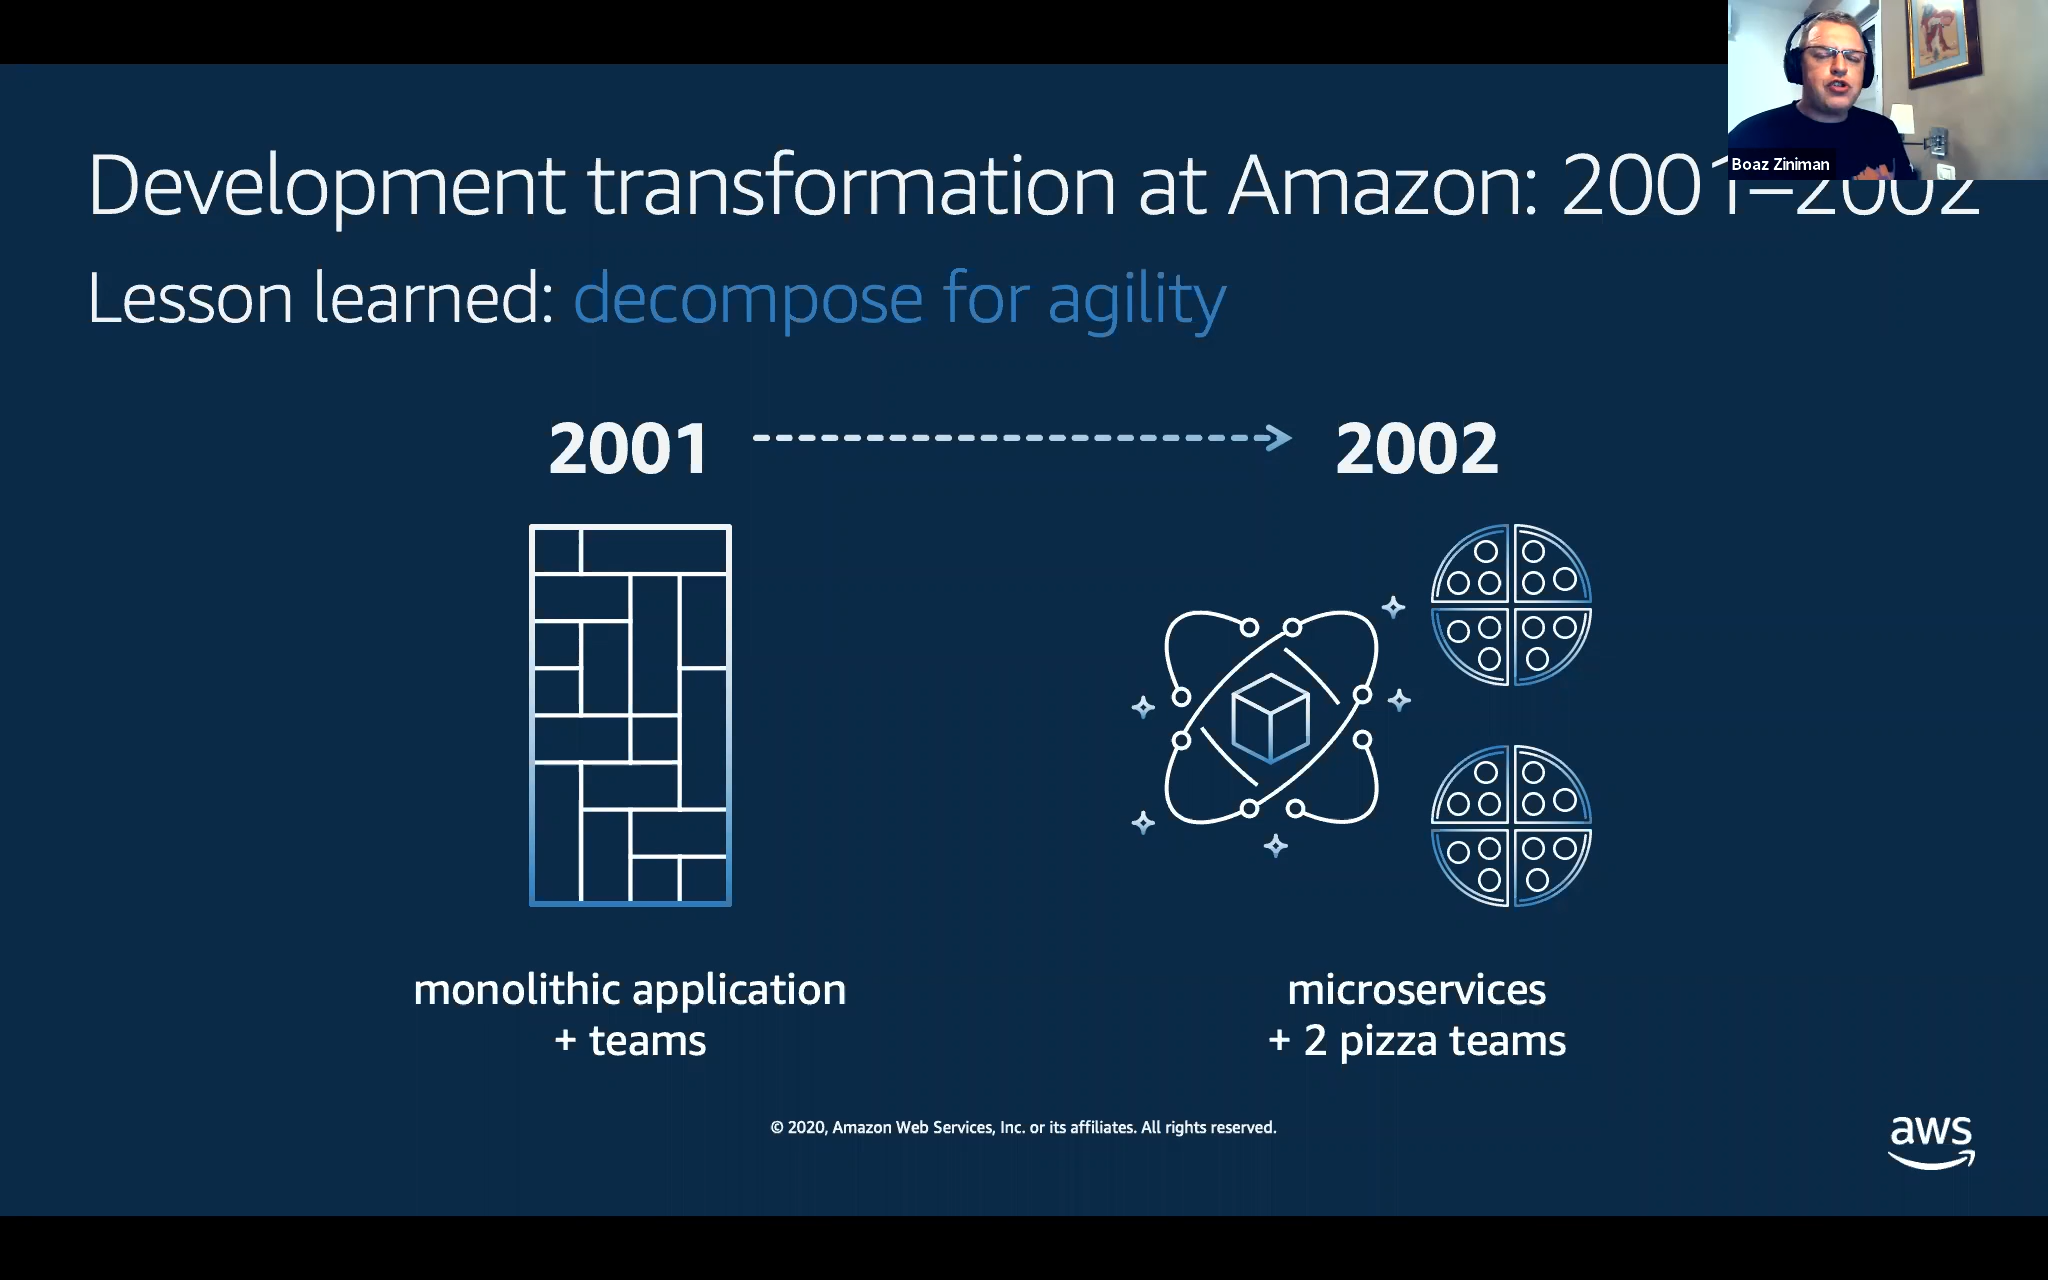 Boaz Ziniman
Development transformation at Amazon: 2001–2002
Lesson learned: decompose for agility
2001
2002
monolithic application
+ teams
microservices
+ 2 pizza teams
© 2020, Amazon Web Services, Inc. or its affiliates. All rights reserved.
aws